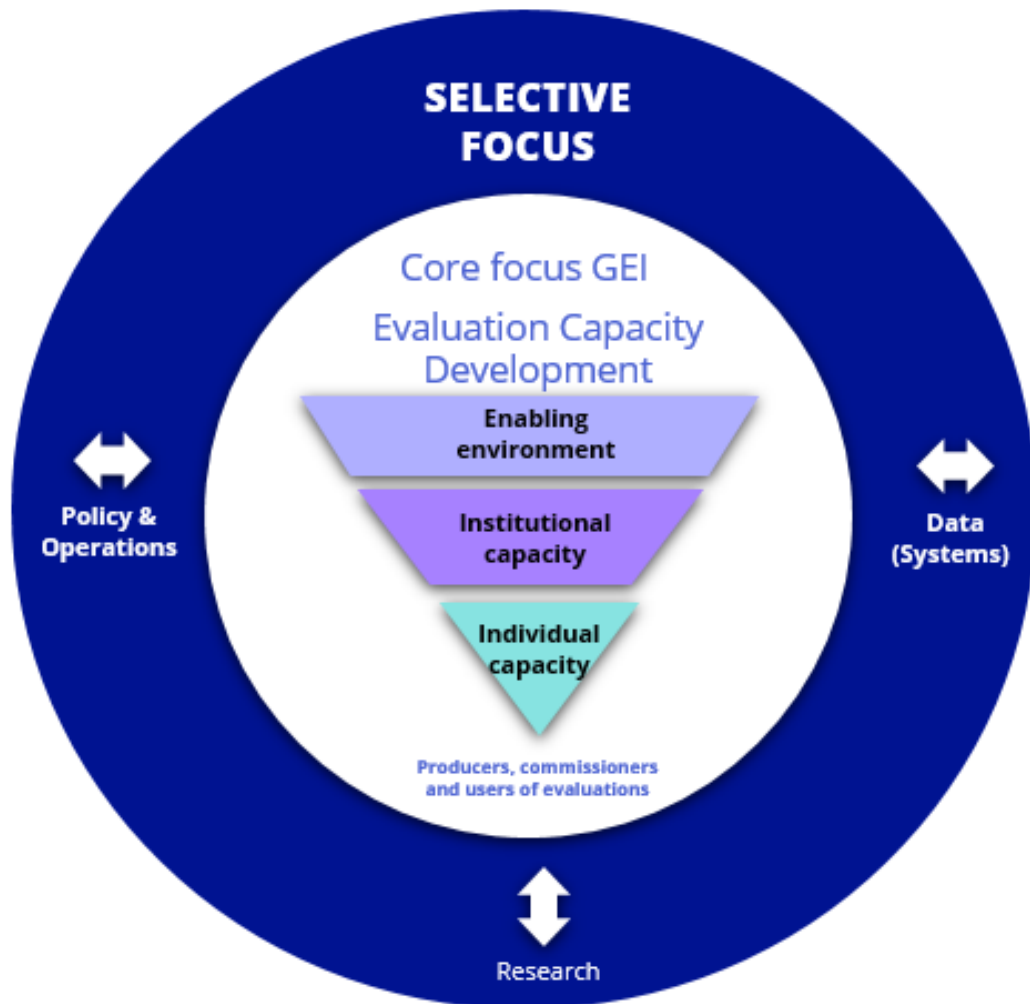 SELECTIVE
FOCUS
Core focus GEI
Evaluation Capacity
Development
Enabling
environment
Institutional
capacity
Individual
capacity
Producers, commissioners
and users of evaluations
Policy &
Operations
Data
(Systems)
Research